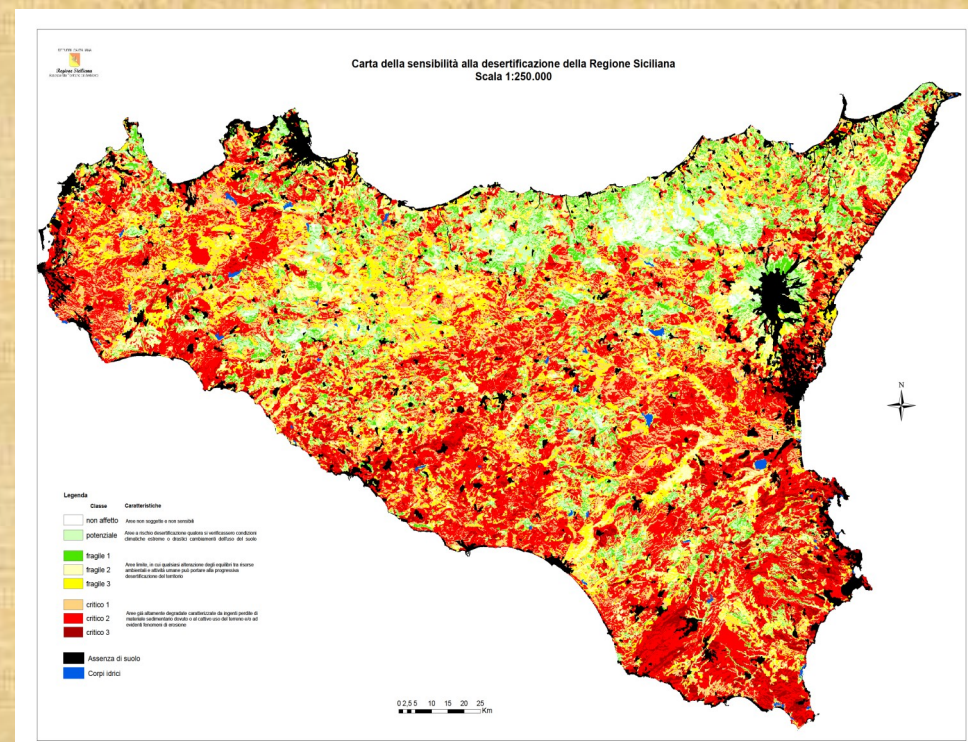 Regione Siciliana
Carta della sensibilità alla desertificazione della Regione Siciliana
Scala 1:250.000
N
Legenda
Classe Caratteristiche
non affetto Aree non soggette e non sensibili
potenziale Aree a rischio desertificazione qualora si verificassero condizioni
climatiche estreme o drastici cambiamenti dell'uso del suolo
fragile 1
fragile 2 Aree limite, in cui qualsiasi alterazione degli equilibri tra risorse
ambientali e attività umane può portare alla progressiva
fragile 3 desertificazione del territorio
critico 1
critico 2 Aree già altamente degradate caratterizzate da ingenti perdite di
materiale sedimentario dovuto o al cattivo uso del terreno e/o ad
critico 3 evidenti fenomeni di erosione
Assenza di suolo
Corpi idrici
0 2,5 5 10 15 20 25
Km